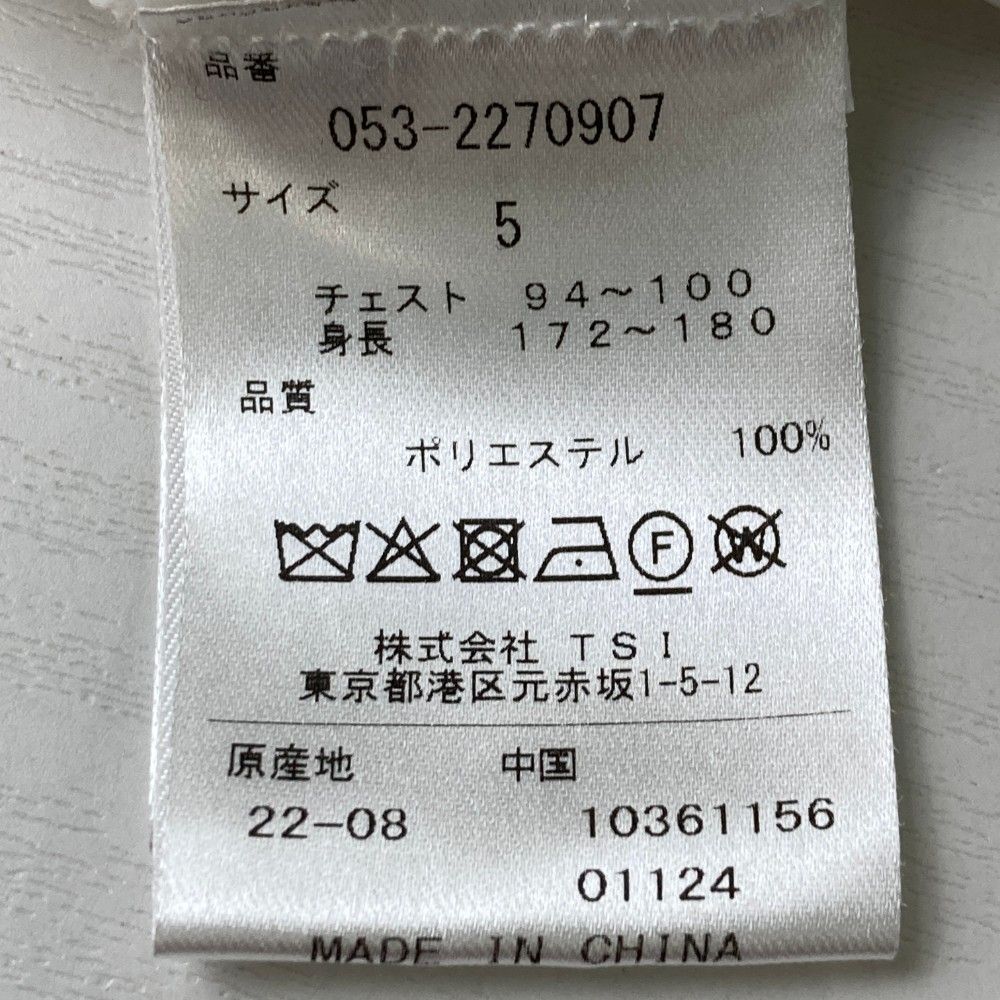 品番
053-2270907
サイズ
5
チェスト 94～100
身長 172～180
品質
ポリエステル 100%
F W
株式会社 TSI
東京都港区元赤坂1-5-12
原産地 中国
22-08 10361156
01124
MADE IN CHINA